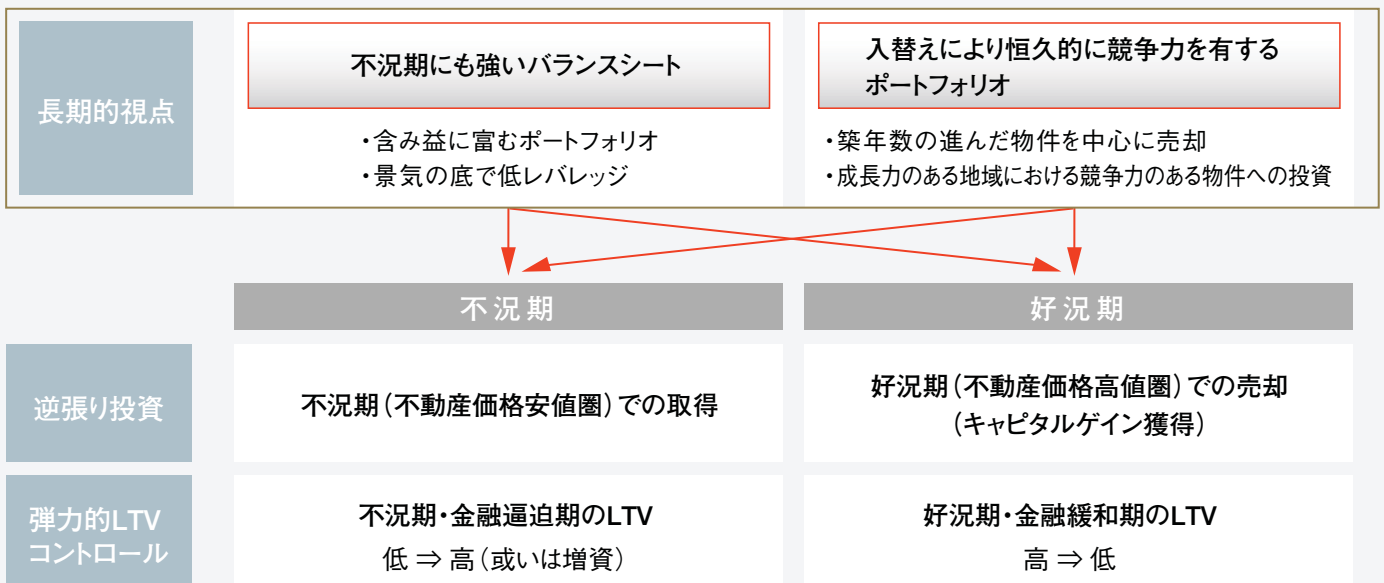 長期的視点
不況期にも強いバランスシート
・含み益に富むポートフォリオ
・景気の底で低レバレッジ
入替えにより恒久的に競争力を有する
ポートフォリオ
・築年数の進んだ物件を中心に売却
・成長力のある地域における競争力のある物件への投資
不況期
好況期
逆張り投資
不況期(不動産価格安値圏)での取得
好況期(不動産価格高値圏)での売却
(キャピタルゲイン獲得)
弾力的LTV
コントロール
不況期・金融逼迫期のLTV
低 ⇒ 高(或いは増資)
好況期・金融緩和期のLTV
高 ⇒ 低